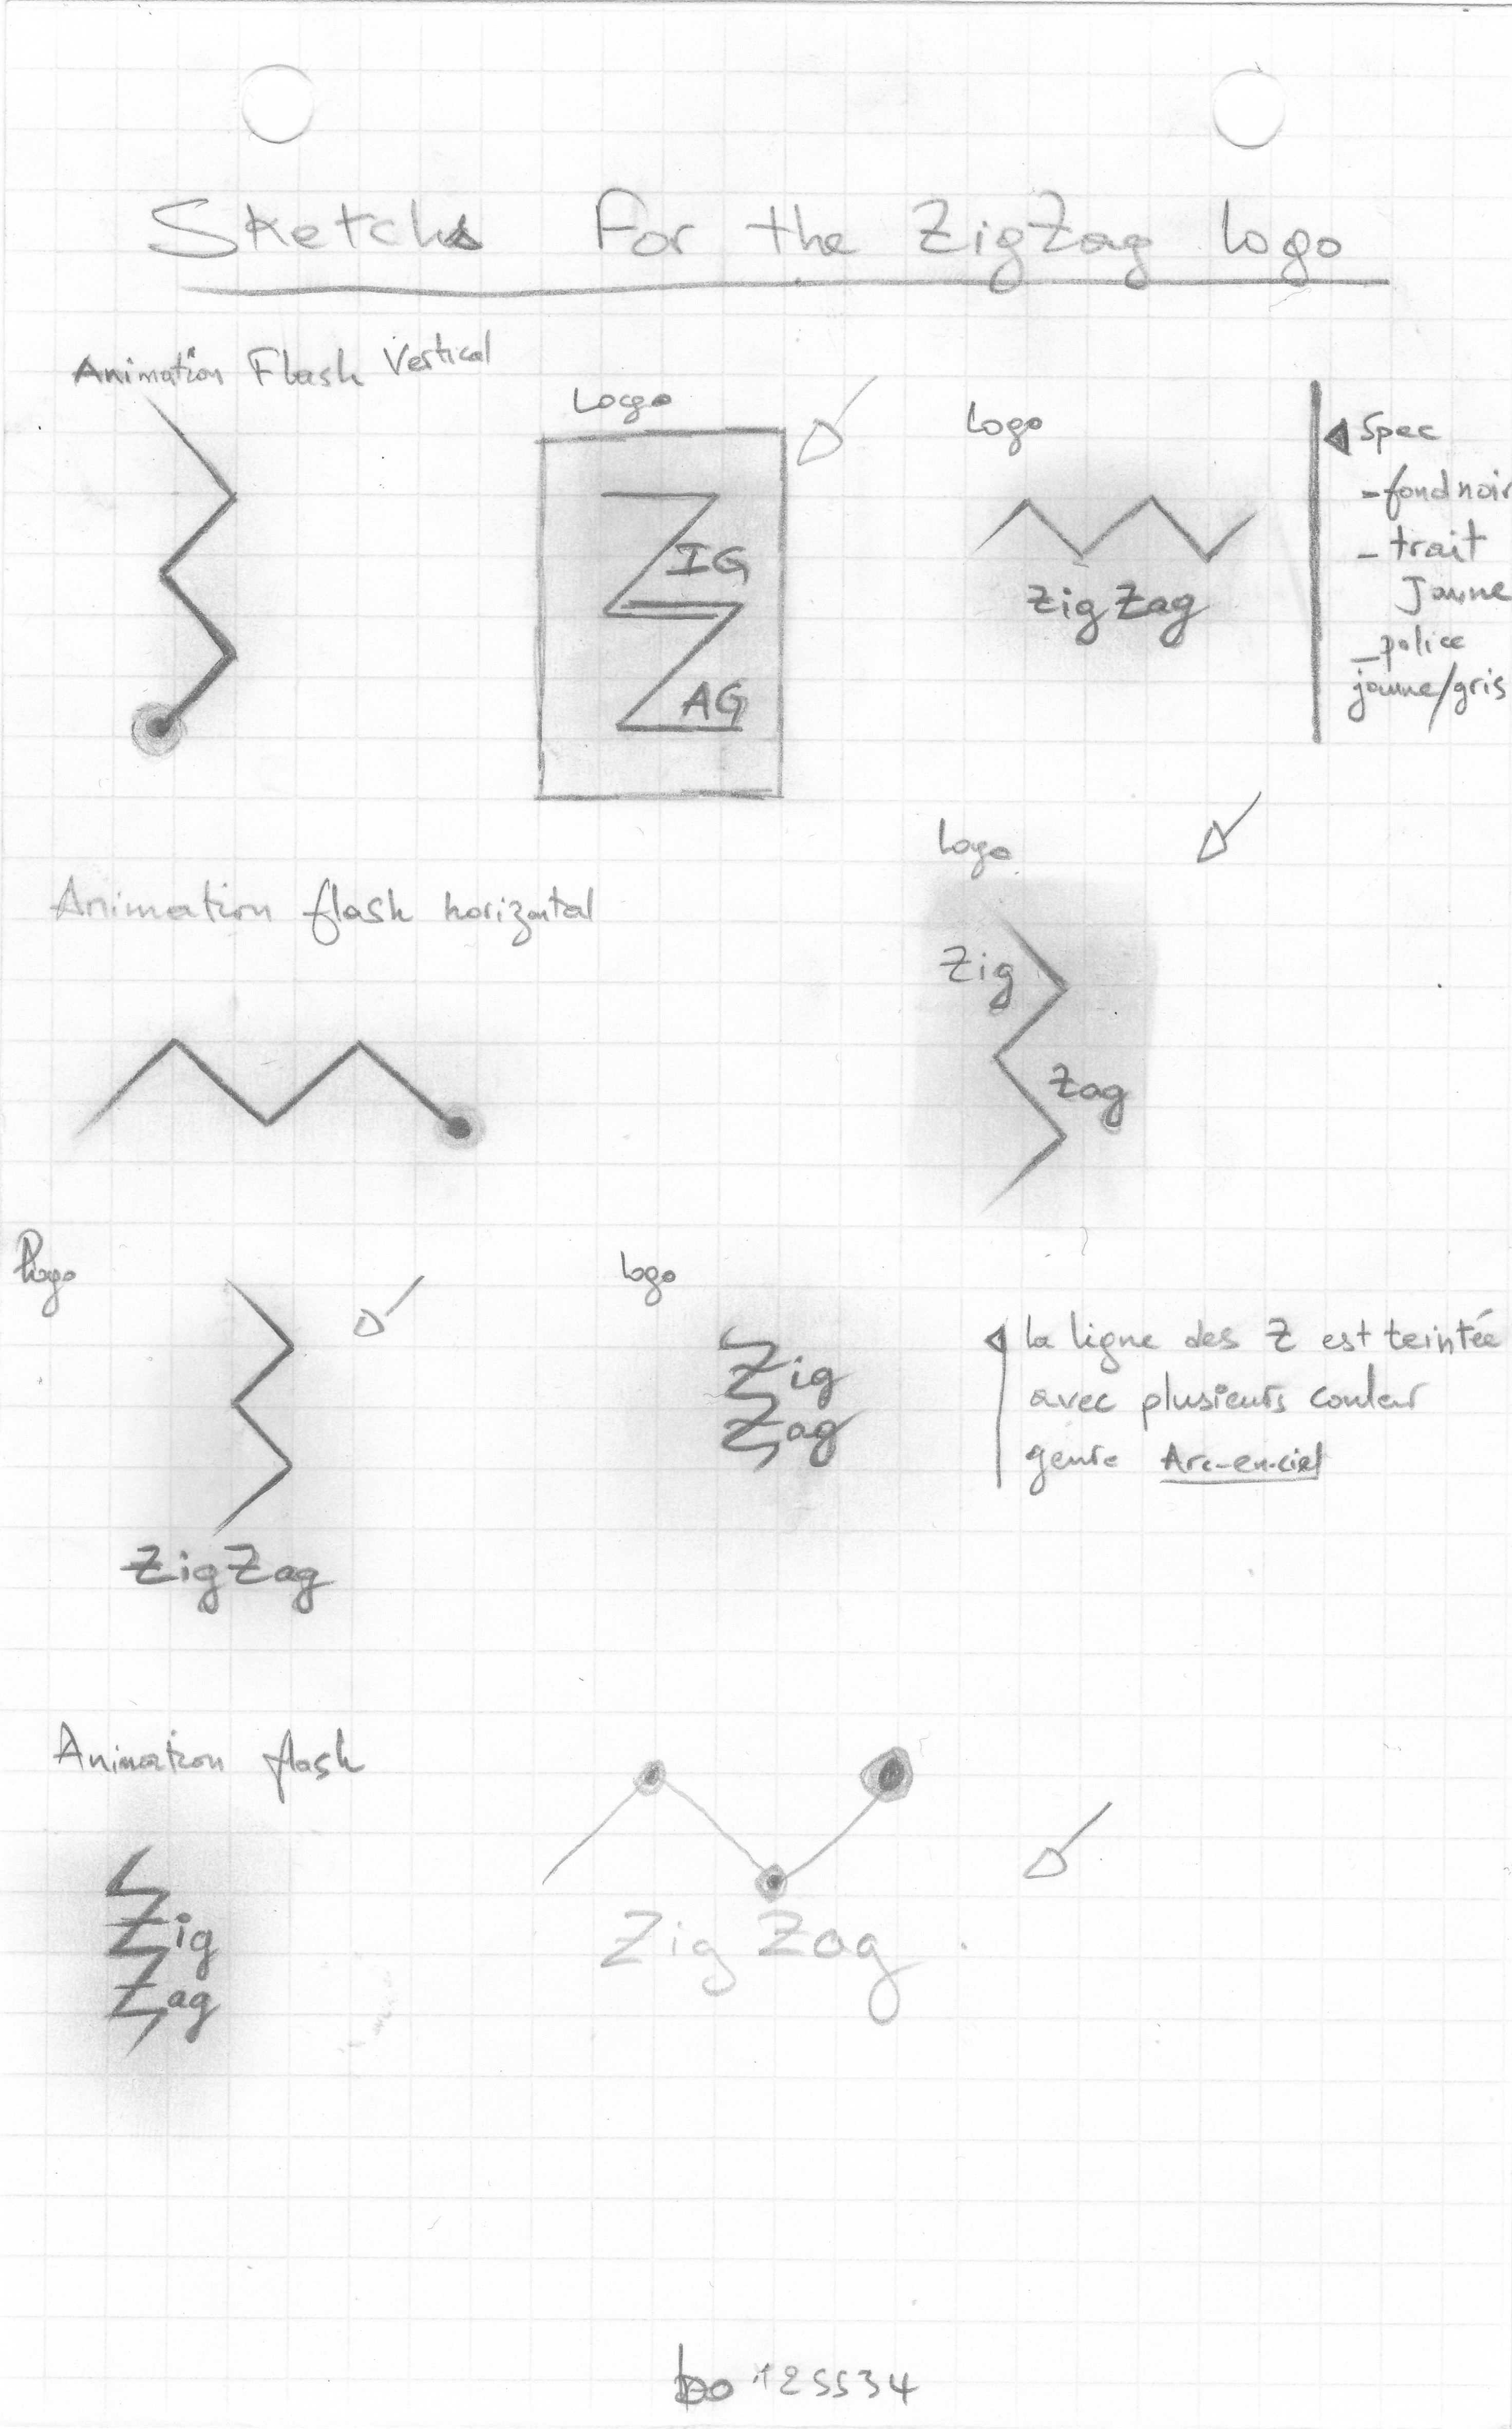 Sketchs for the ZigZag logo
Animation Flash Vertical
Logo
Logo
Spec
- fond noir
IG
- trait
Jaune
ZigZag
- police
jaune/gris
AG
Logo
Animation flash horizontal
Zig
Zag
Logo
Logo
la ligne des Z est teintée
Zig
avec plusieurs couleur
Zag
genre Arc-en-ciel
ZigZag
Animation flash
Zig
Zag
ZigZag
bo 125534